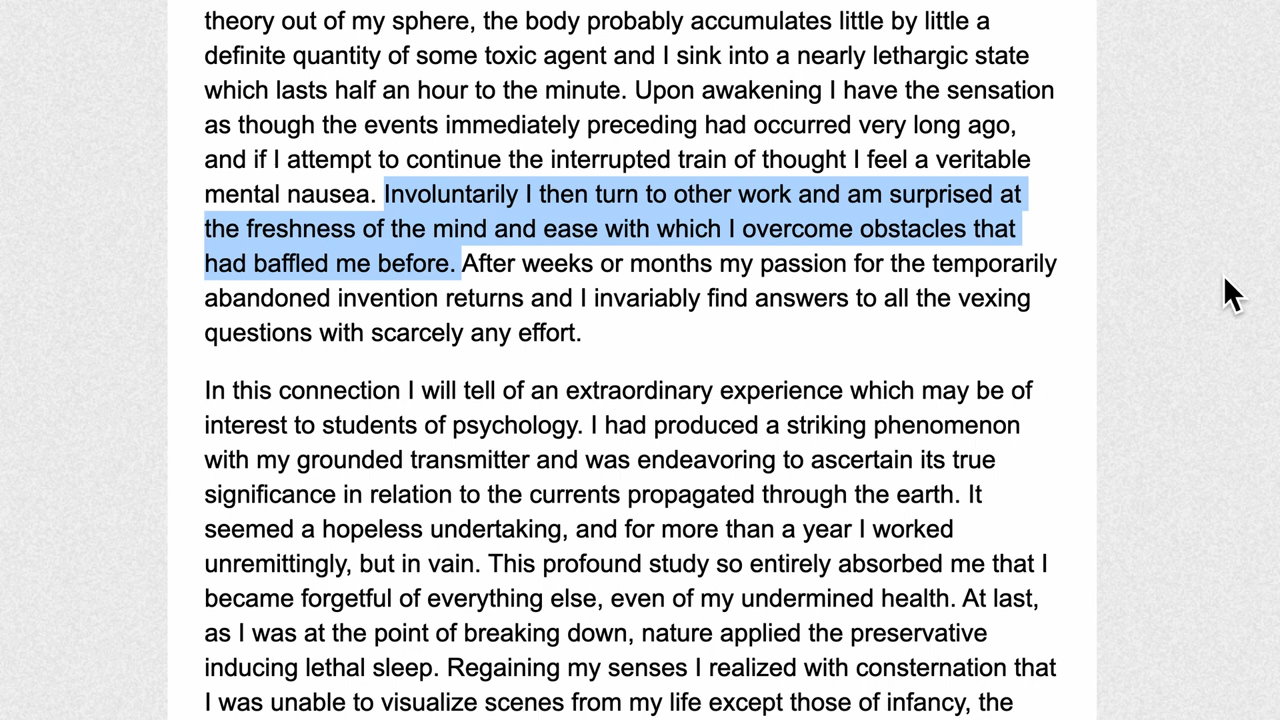 theory out of my sphere, the body probably accumulates little by little a
definite quantity of some toxic agent and I sink into a nearly lethargic state
which lasts half an hour to the minute. Upon awakening I have the sensation
as though the events immediately preceding had occurred very long ago,
and if I attempt to continue the interrupted train of thought I feel a veritable
mental nausea. Involuntarily I then turn to other work and am surprised at
the freshness of the mind and ease with which I overcome obstacles that
had baffled me before. After weeks or months my passion for the temporarily
abandoned invention returns and I invariably find answers to all the vexing
questions with scarcely any effort.
In this connection I will tell of an extraordinary experience which may be of
interest to students of psychology. I had produced a striking phenomenon
with my grounded transmitter and was endeavoring to ascertain its true
significance in relation to the currents propagated through the earth. It
seemed a hopeless undertaking, and for more than a year I worked
unremittingly, but in vain. This profound study so entirely absorbed me that I
became forgetful of everything else, even of my undermined health. At last,
as I was at the point of breaking down, nature applied the preservative
inducing lethal sleep. Regaining my senses I realized with consternation that
I was unable to visualize scenes from my life except those of infancy, the